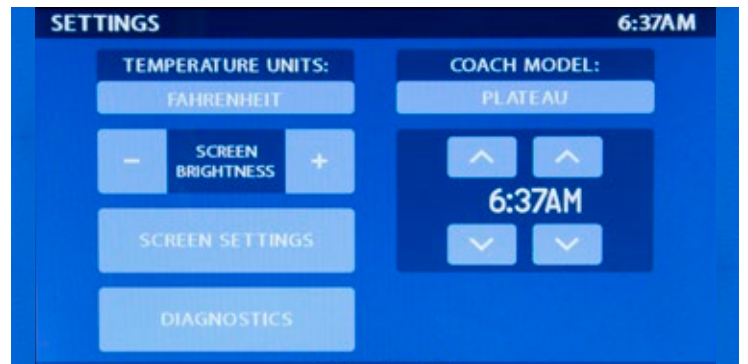 SETTINGS 6:37AM
TEMPERATURE UNITS:
FAHRENHEIT
- SCREEN BRIGHTNESS +
SCREEN SETTINGS
DIAGNOSTICS
COACH MODEL:
PLATEAU
6:37AM